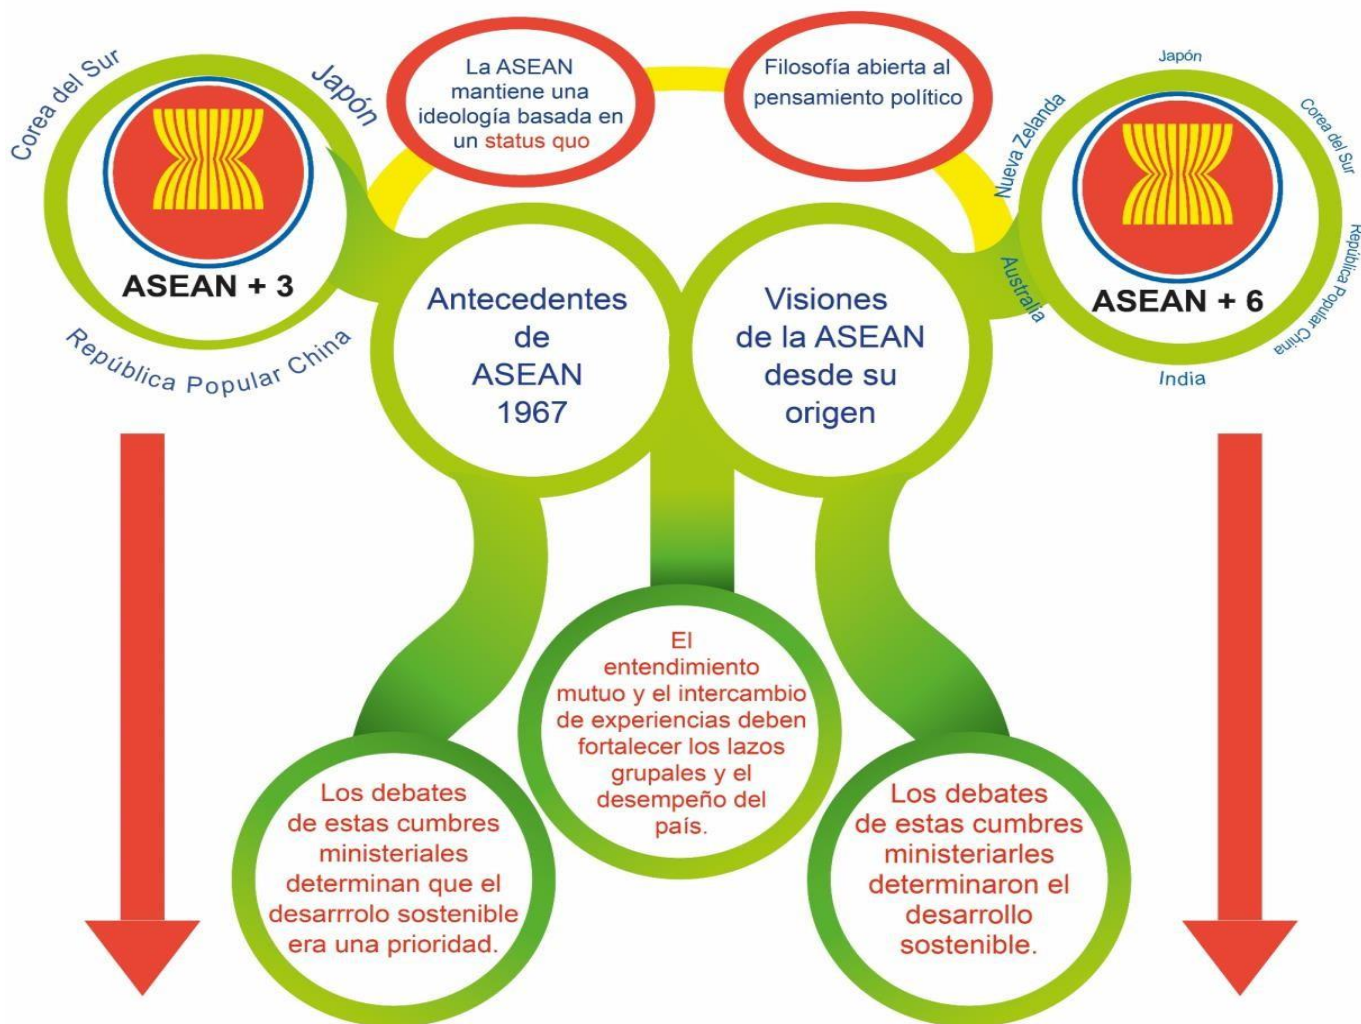 Corea del Sur
Japón
ASEAN + 3
República Popular China
La ASEAN
mantiene una
ideología basada en
un status quo
Filosofía abierta al
pensamiento político
Japón
Nueva Zelanda
Corea del Sur
Australia
República Popular China
ASEAN + 6
India
Antecedentes
de
ASEAN
1967
Visiones
de la ASEAN
desde su
origen
El
entendimiento
mutuo y el intercambio
de experiencias deben
fortalecer los lazos
grupales y el
desempeño del
país.
Los debates
de estas cumbres
ministeriales
determinan que el
desarrrolo sostenible
era una prioridad.
Los debates
de estas cumbres
ministeriarles
determinaron el
desarrollo
sostenible.